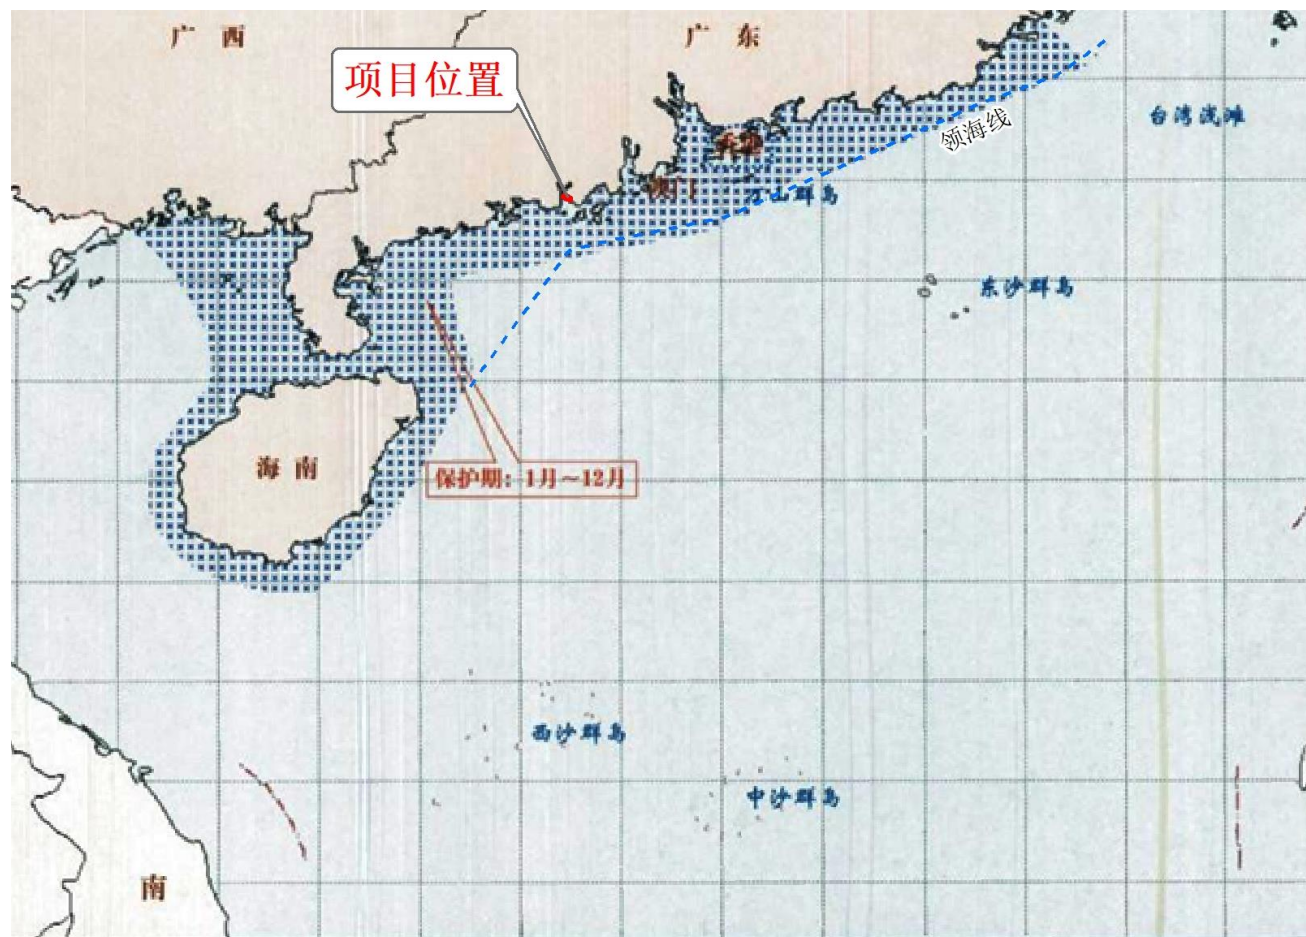 广 西
广 东
项目位置
台湾浅滩
领海线
香港
澳门
万山群岛
东沙群岛
海 南
保护期：1月～12月
西沙群岛
中沙群岛
南